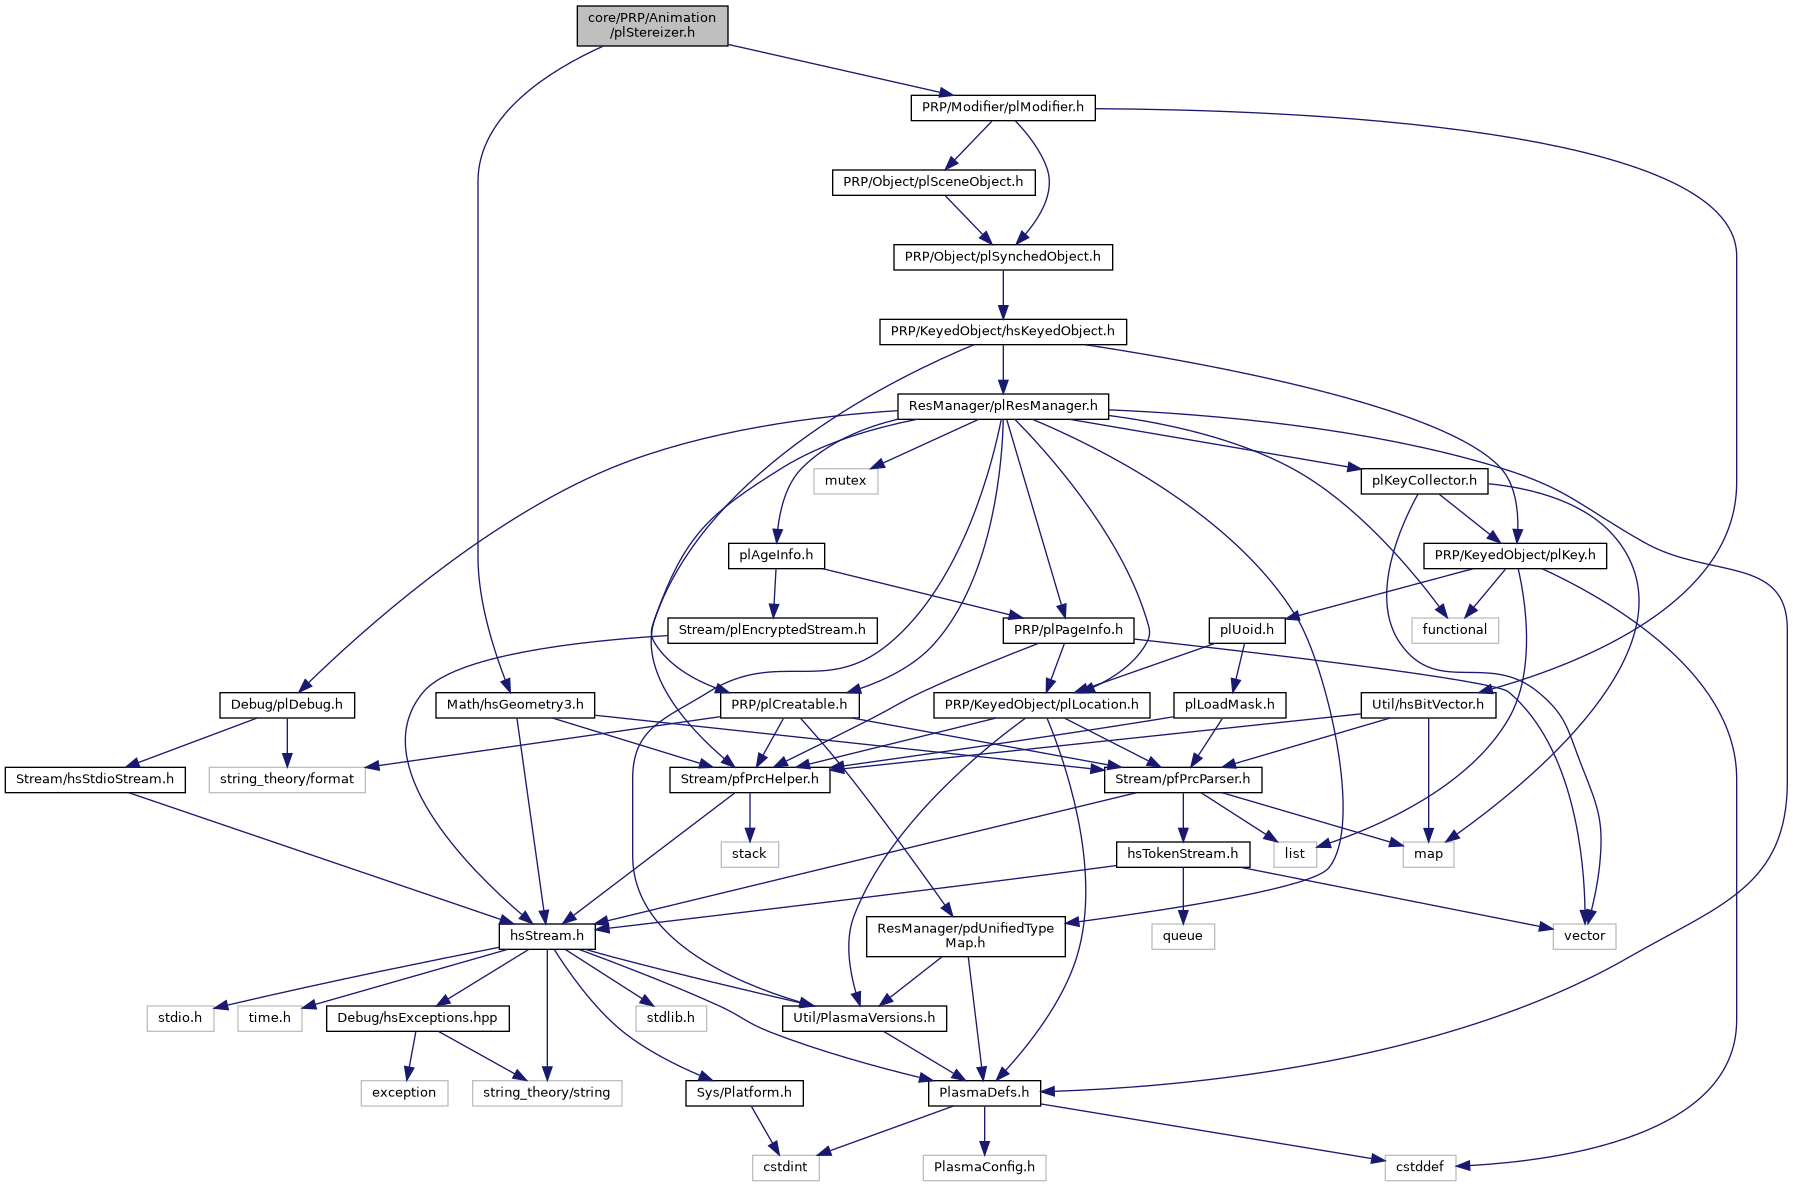 core/PRP/Animation
/plStereizer.h
PRP/Modifier/plModifier.h
PRP/Object/plSceneObject.h
PRP/Object/plSynchedObject.h
PRP/KeyedObject/hsKeyedObject.h
ResManager/plResManager.h
mutex
plKeyCollector.h
plAgeInfo.h
PRP/KeyedObject/plKey.h
Stream/plEncryptedStream.h
PRP/plPageInfo.h
plUoid.h
functional
Debug/plDebug.h
Math/hsGeometry3.h
PRP/plCreatable.h
PRP/KeyedObject/plLocation.h
plLoadMask.h
Util/hsBitVector.h
Stream/hsStdioStream.h
string_theory/format
Stream/pfPrcHelper.h
Stream/pfPrcParser.h
stack
hsTokenStream.h
list
map
hsStream.h
ResManager/pdUnifiedType
Map.h
queue
vector
stdio.h
time.h
Debug/hsExceptions.hpp
stdlib.h
Util/PlasmaVersions.h
exception
string_theory/string
Sys/Platform.h
PlasmaDefs.h
cstdint
PlasmaConfig.h
cstddef